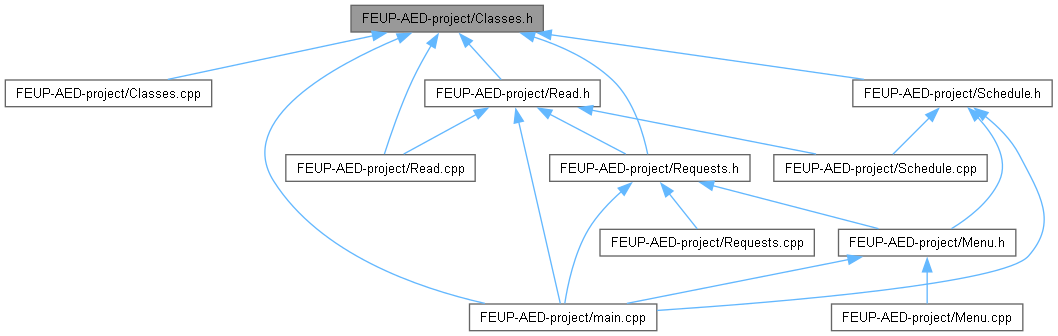 FEUP-AED-project/Classes.h
FEUP-AED-project/Classes.cpp
FEUP-AED-project/Read.h
FEUP-AED-project/Schedule.h
FEUP-AED-project/Read.cpp
FEUP-AED-project/Requests.h
FEUP-AED-project/Schedule.cpp
FEUP-AED-project/Requests.cpp
FEUP-AED-project/Menu.h
FEUP-AED-project/main.cpp
FEUP-AED-project/Menu.cpp